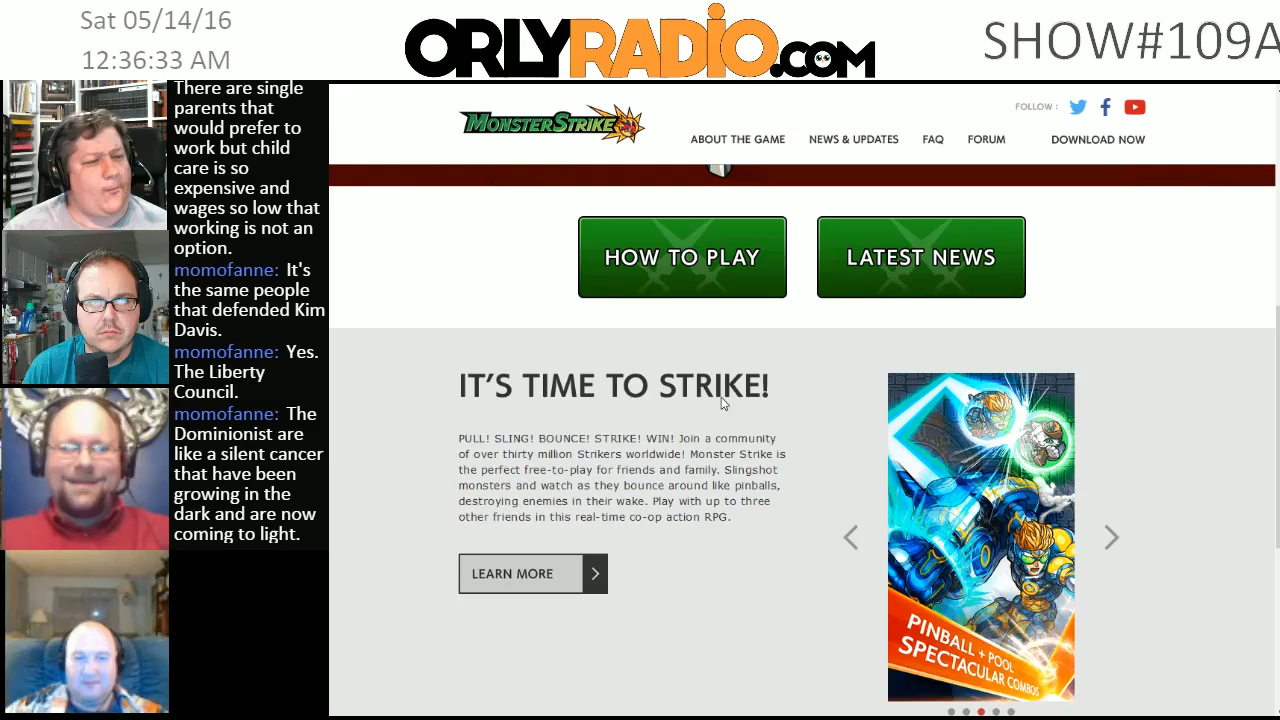 Sat 05/14/16
12:36:33 AM
ORLYRADiO.COM
SHOW#109A
There are single
parents that
would prefer to
work but child
care is so
expensive and
wages so low that
working is not an
option.
momofanne: It's
the same people
that defended Kim
Davis.
momofanne: Yes.
The Liberty
Council.
momofanne: The
Dominionist are
like a silent cancer
that have been
growing in the
dark and are now
coming to light.
MONSTERSTRIKE
FOLLOW :
ABOUT THE GAME NEWS & UPDATES FAQ FORUM DOWNLOAD NOW
HOW TO PLAY
LATEST NEWS
IT'S TIME TO STRIKE!
PULL! SLING! BOUNCE! STRIKE! WIN! Join a community
of over thirty million Strikers worldwide! Monster Strike is
the perfect free-to-play for friends and family. Slingshot
monsters and watch as they bounce around like pinballs,
destroying enemies in their wake. Play with up to three
other friends in this real-time co-op action RPG.
LEARN MORE
PINBALL + POOL
SPECTACULAR COMBOS